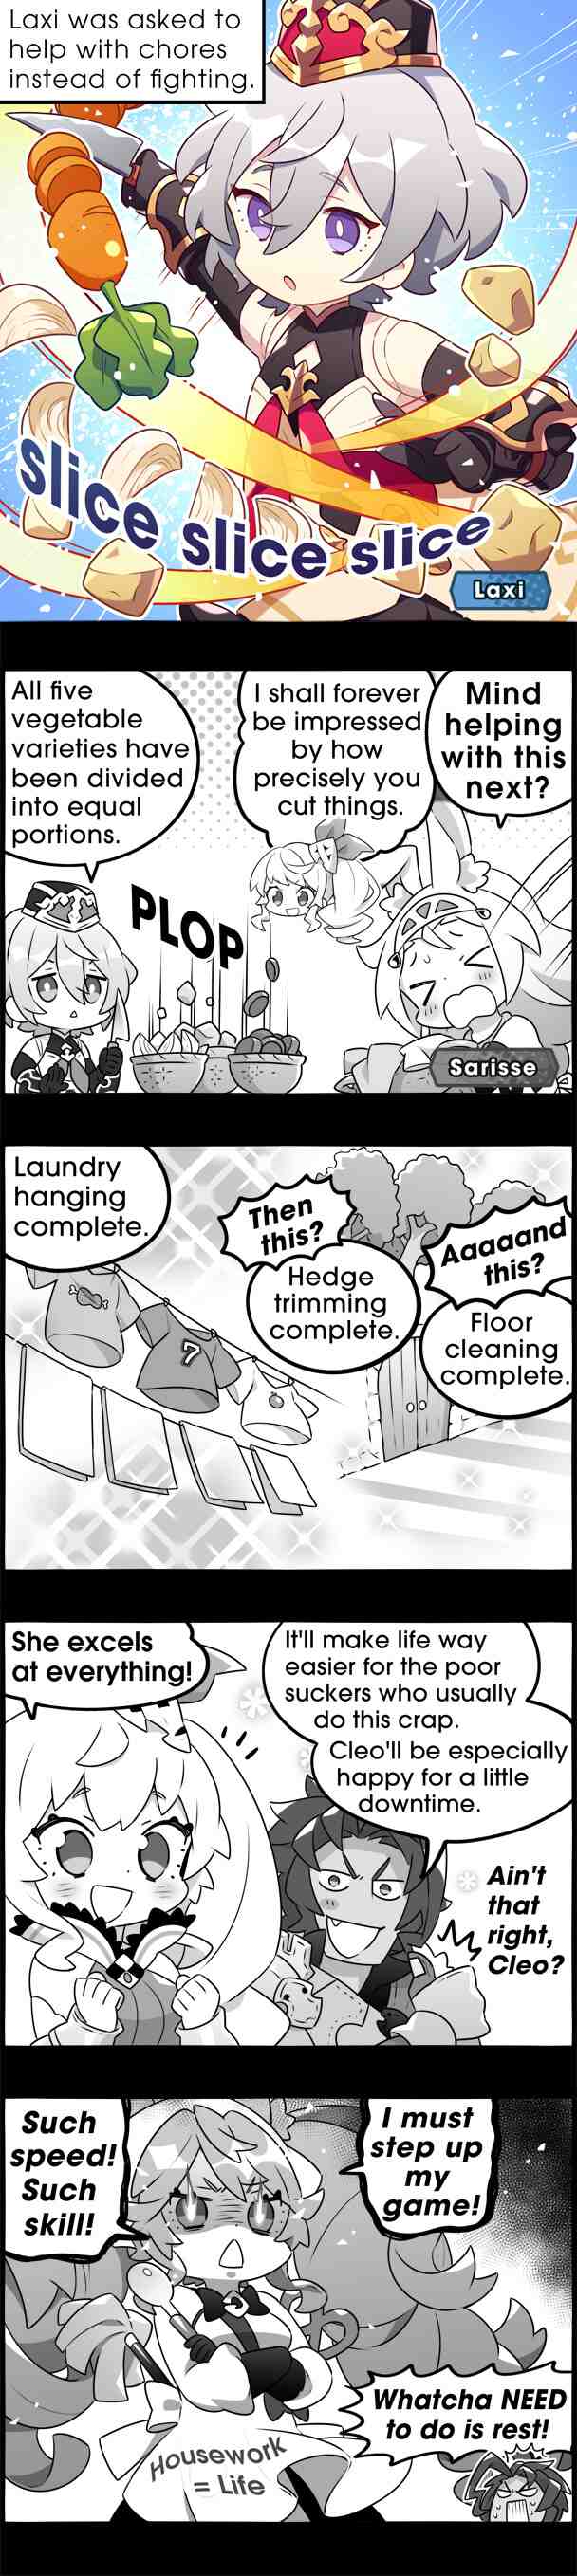 Laxi was asked to
help with chores
instead of fighting.
slice slice slice
Laxi
All five
vegetable
varieties have
been divided
into equal
portions.
I shall forever
be impressed
by how
precisely you
cut things.
Mind
helping
with this
next?
PLOP
Sarisse
Laundry
hanging
complete.
Then
this?
Hedge
trimming
complete.
Aaaaand
this?
Floor
cleaning
complete.
7
She excels
at everything!
It'll make life way
easier for the poor
suckers who usually
do this crap.
Cleo'll be especially
happy for a little
downtime.
Ain't
that
right,
Cleo?
Such
speed!
Such
skill!
I must
step up
my
game!
Whatcha NEED
to do is rest!
Housework
= Life